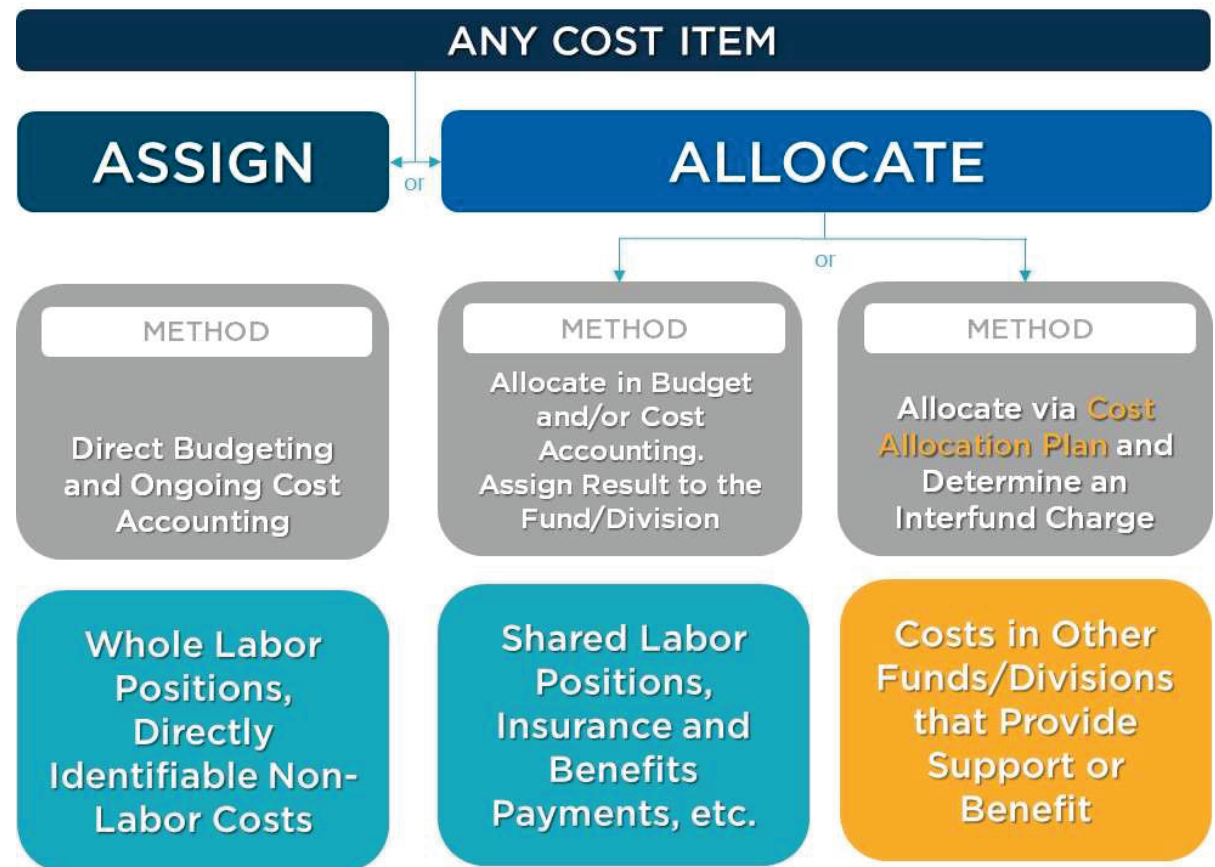 ANY COST ITEM
ASSIGN
or
ALLOCATE
or
METHOD
Direct Budgeting
and Ongoing Cost
Accounting
METHOD
Allocate in Budget
and/or Cost
Accounting.
Assign Result to the
Fund/Division
METHOD
Allocate via Cost
Allocation Plan and
Determine an
Interfund Charge
Whole Labor
Positions,
Directly
Identifiable Non-
Labor Costs
Shared Labor
Positions,
Insurance and
Benefits
Payments, etc.
Costs in Other
Funds/Divisions
that Provide
Support or
Benefit